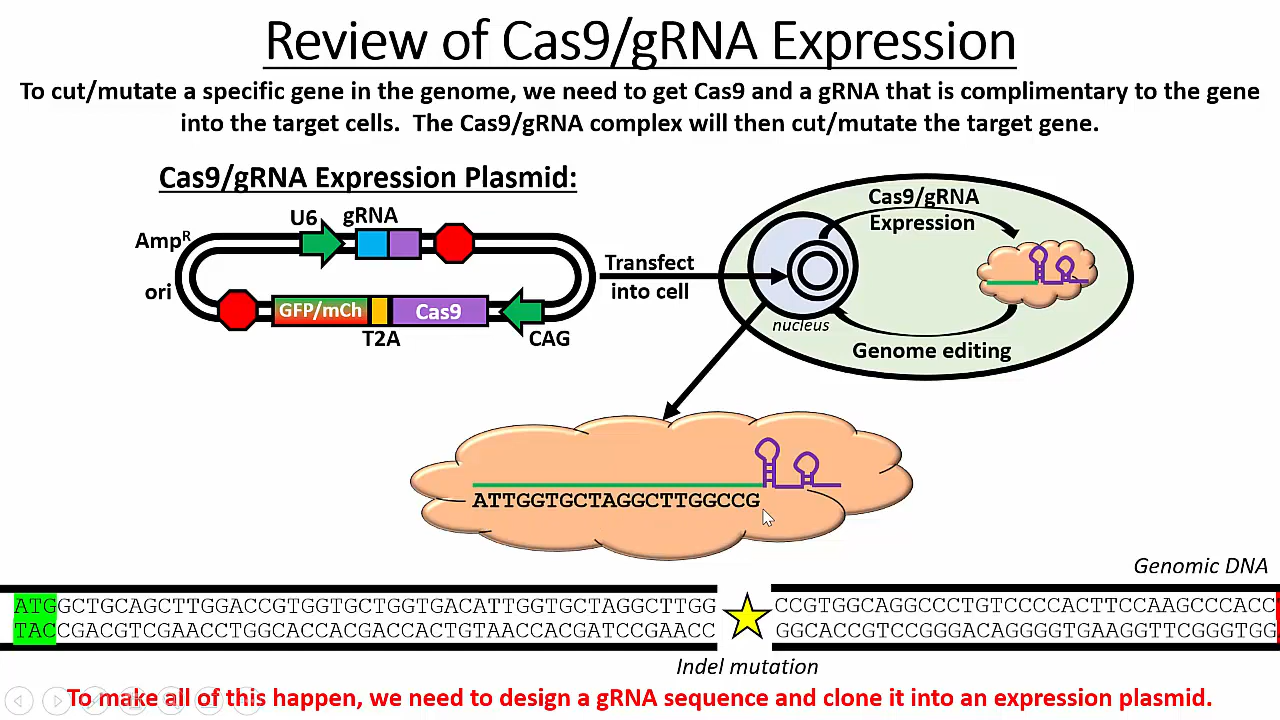 Review of Cas9/gRNA Expression
To cut/mutate a specific gene in the genome, we need to get Cas9 and a gRNA that is complimentary to the gene
into the target cells.  The Cas9/gRNA complex will then cut/mutate the target gene.
Cas9/gRNA Expression Plasmid:
U6 gRNA
AmpR
ori
GFP/mCh
Cas9
T2A
CAG
Transfect
into cell
Cas9/gRNA
Expression
nucleus
Genome editing
ATTGGTGCTAGGCTTGGCCG
Genomic DNA
ATGGCTGCAGCTTGGACCGTGGTGCTGGTGACATTGGTGCTAGGCTTGG CCGTGGCAGGCCCTGTCCCCACTTCCAAGCCCACC
TACCGACGTCGAACCTGGCACCACGACCACTGTAACCACGATCCGAACC GGCACCGTCCGGGACAGGGGTGAAGGTTCGGGTGG
Indel mutation
To make all of this happen, we need to design a gRNA sequence and clone it into an expression plasmid.